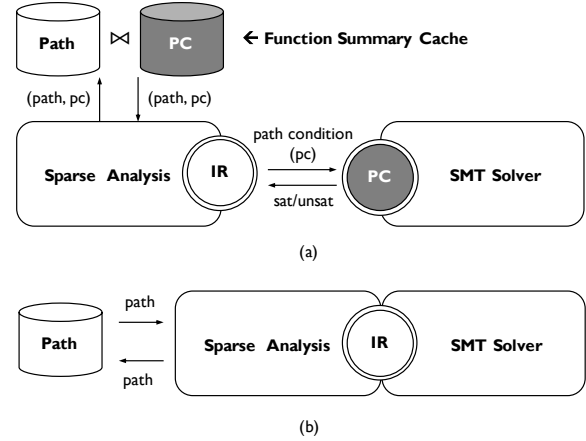 Path ⋈ PC ← Function Summary Cache
(path, pc) (path, pc)
path condition
(pc)
Sparse Analysis IR PC SMT Solver
sat/unsat
(a)
path
Path Sparse Analysis IR SMT Solver
path
(b)